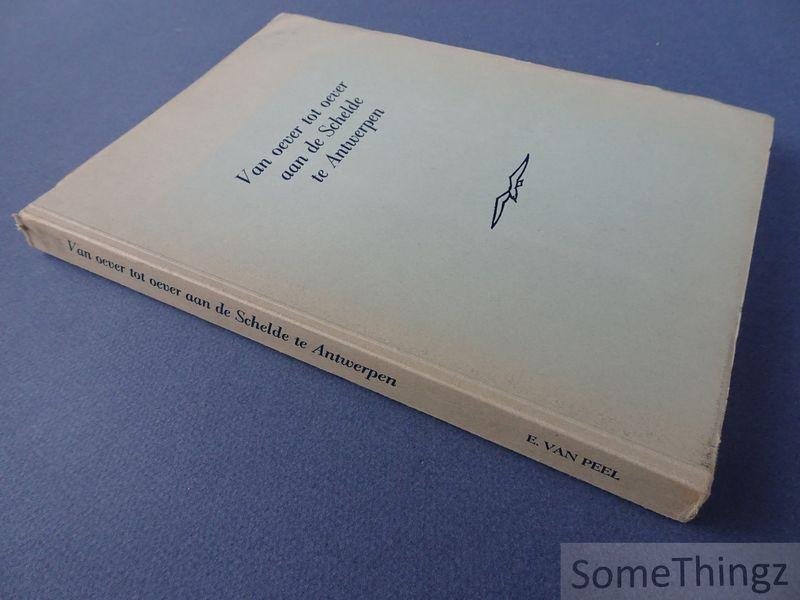 Van oever tot oever
aan de Schelde
te Antwerpen
Van oever tot oever aan de Schelde te Antwerpen
E. VAN PEEL
SomeThingz